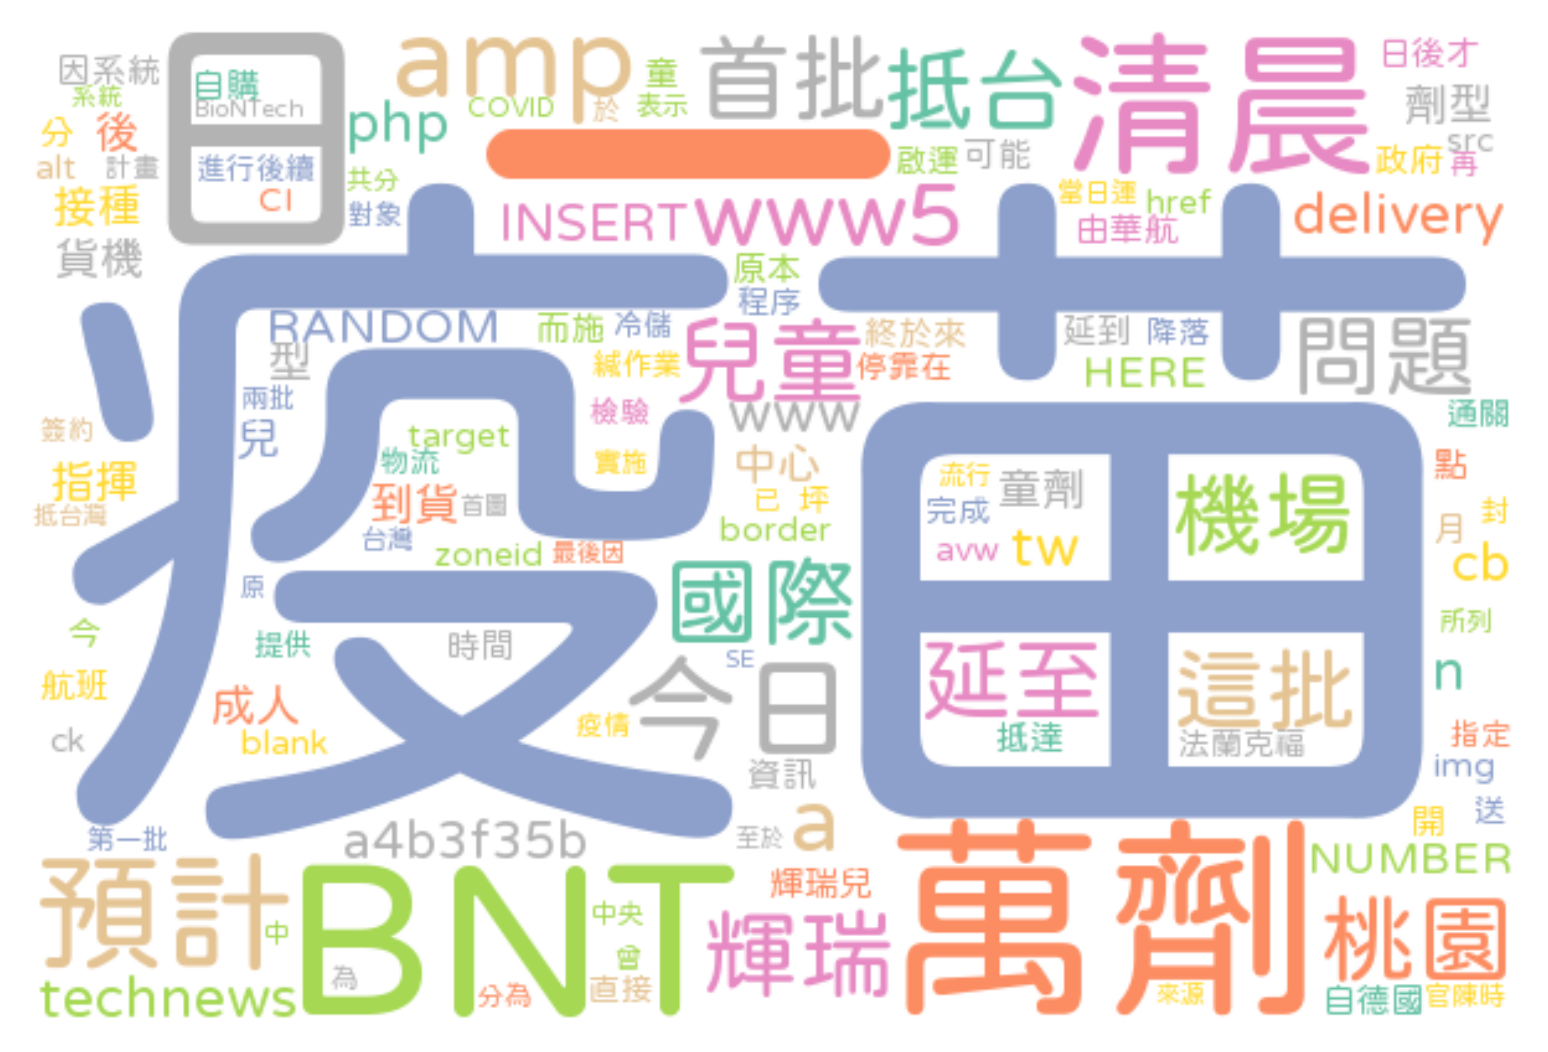 因系統
系統
日
自購
BioNTech
進行後續
CI
amp
COVID
於
童
表示
首批
抵台
清晨
日後才
劑型
src
分
後
php
一
啟運
可能
政府
再
alt
計畫
共分
接種
對象
INSERT
www5
當日運
href
由華航
delivery
貨機
疫苗
原本
程序
RANDOM
而施
冷儲
兒童
終於來
延到
降落
問題
型
緘作業
停靠在
HERE
兩批
檢驗
www
簽約
兒
target
通關
指揮
物流
實施
中心
流行
童劑
機場
點
抵台灣
到貨
首圖
已
坪
完成
封
台灣
border
avw
tw
月
zoneid
最後因
cb
原
國際
今
提供
時間
SE
所列
航班
成人
今日
延至
這批
n
ck
blank
疫情
抵達
法蘭克福
指定
資訊
img
第一批
a4b3f35b
至於
a
萬劑
開
送
預計
BNT
輝瑞兒
NUMBER
中
中央
輝瑞
桃園
technews
為
分為
曾
直接
來源
自德國
官陳時